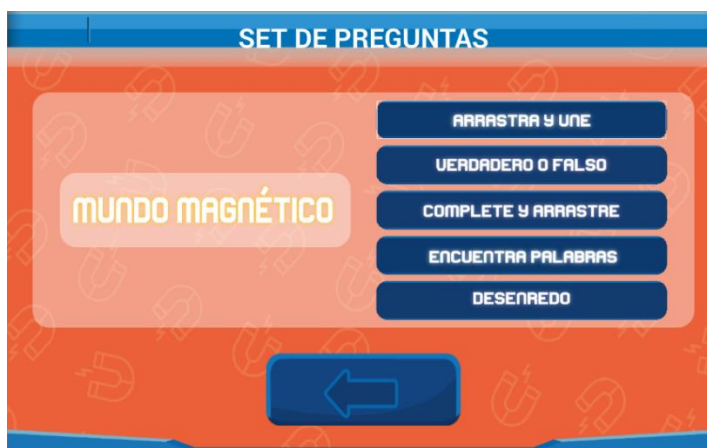 SET DE PREGUNTAS
MUNDO MAGNÉTICO
ARRASTRA Y UNE
VERDADERO O FALSO
COMPLETE Y ARRASTRE
ENCUENTRA PALABRAS
DESENREDO